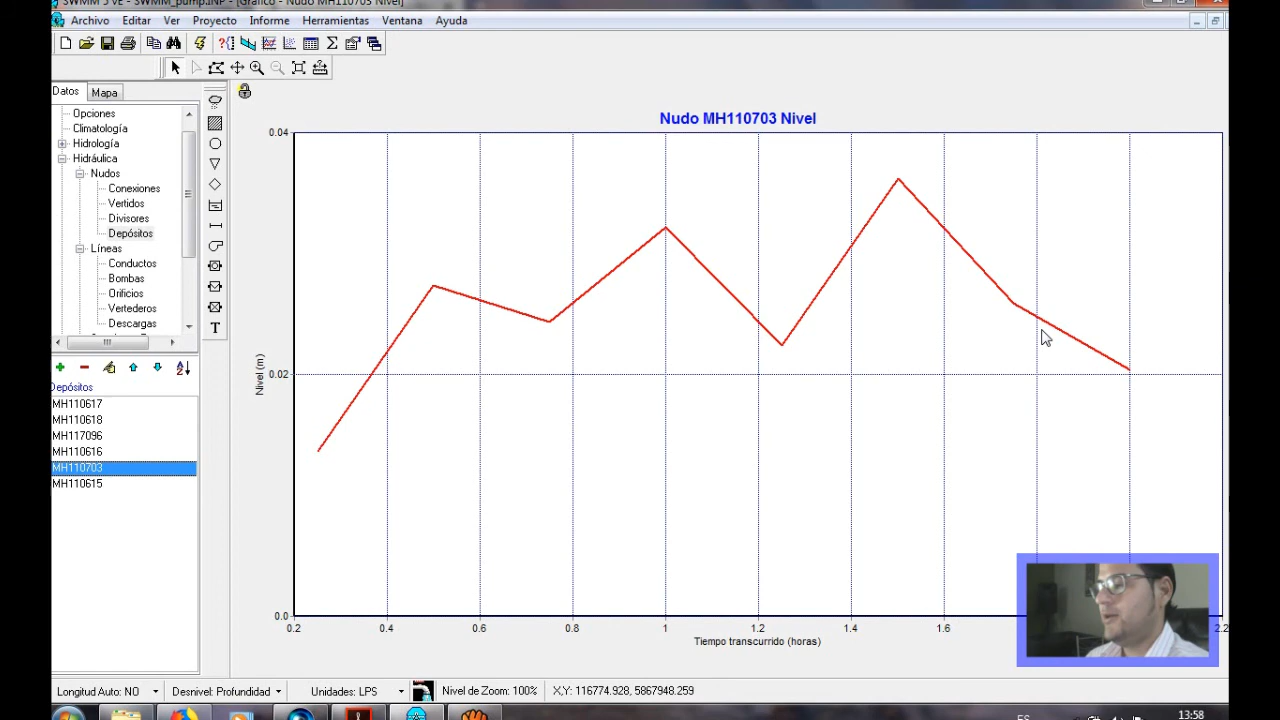 SWMM 5 vE - SWMM_pump.INP - [Gráfico - Nudo MH110703 Nivel]
Archivo Editar Ver Proyecto Informe Herramientas Ventana Ayuda
Datos Mapa
Opciones
Climatología
Hidrología
Hidráulica
Nudos
Conexiones
Vertidos
Divisores
Depósitos
Líneas
Conductos
Bombas
Orificios
Vertederos
Descargas
T
Depósitos
MH110617
MH110618
MH117096
MH110616
MH110703
MH110615
Nudo MH110703 Nivel
0.04
0.02
0.0
Nivel (m)
0.2 0.4 0.6 0.8 1 1.2 1.4 1.6 2.2
Tiempo transcurrido (horas)
Longitud Auto: NO Desnivel: Profundidad Unidades: LPS Nivel de Zoom: 100% X,Y: 116774.928, 5867948.259
ES 13:58